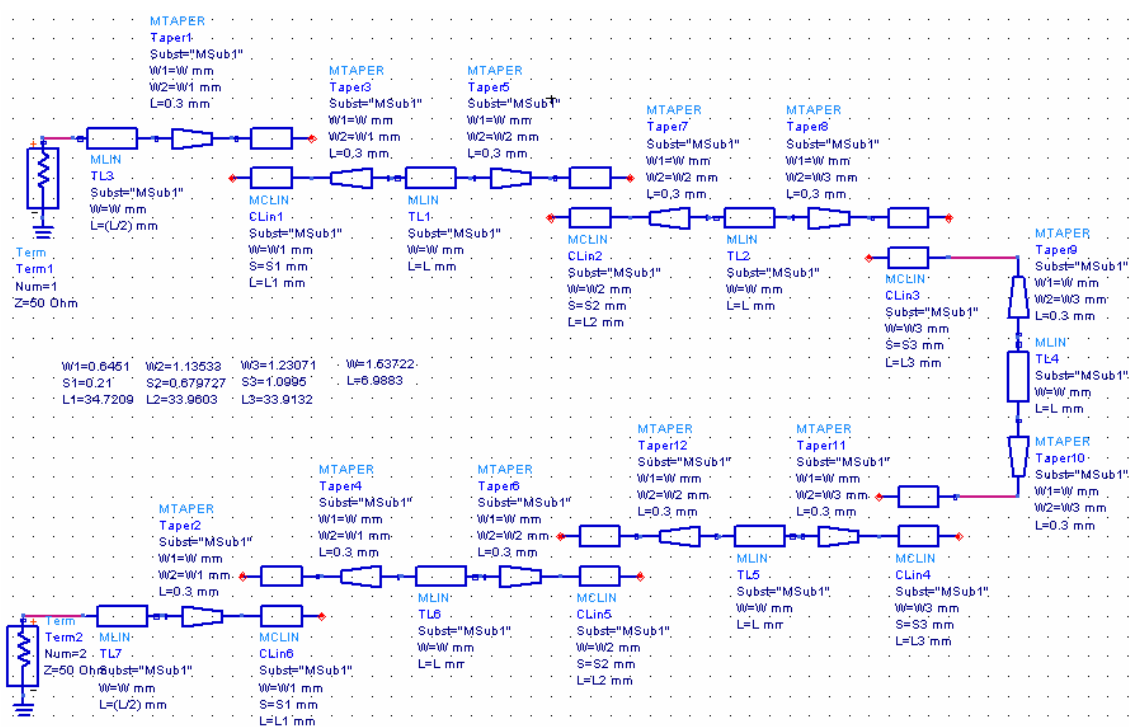 MTAPER
Taper1
Subst="MSub1"
W1=W mm
W2=W1 mm
L=0.3 mm
MTAPER
Taper3
Subst="MSub1"
W1=W mm
W2=W1 mm
L=0.3 mm
MTAPER
Taper5
Subst="MSub1"
W1=W mm
W2=W2 mm
L=0.3 mm
MTAPER
Taper7
Subst="MSub1"
W1=W mm
W2=W2 mm
L=0.3 mm
MTAPER
Taper8
Subst="MSub1"
W1=W mm
W2=W3 mm
L=0.3 mm
+
-
Term
Term1
Num=1
Z=50 Ohm
MLIN
TL3
Subst="MSub1"
W=W mm
L=(L/2) mm
MCLIN
CLin1
Subst="MSub1"
W=W1 mm
S=S1 mm
L=L1 mm
MLIN
TL1
Subst="MSub1"
W=W mm
L=L mm
MCLIN
CLin2
Subst="MSub1"
W=W2 mm
S=S2 mm
L=L2 mm
MLIN
TL2
Subst="MSub1"
W=W mm
L=L mm
MCLIN
CLin3
Subst="MSub1"
W=W3 mm
S=S3 mm
L=L3 mm
MTAPER
Taper9
Subst="MSub1"
W1=W mm
W2=W3 mm
L=0.3 mm
MLIN
TL4
Subst="MSub1"
W=W mm
L=L mm
MTAPER
Taper10
Subst="MSub1"
W1=W mm
W2=W3 mm
L=0.3 mm
W1=0.6451 W2=1.13533 W3=1.23071 W=1.53722
S1=0.21 S2=0.679727 S3=1.0995 L=6.9883
L1=34.7209 L2=33.9603 L3=33.9132
MTAPER
Taper2
Subst="MSub1"
W1=W mm
W2=W1 mm
L=0.3 mm
MTAPER
Taper4
Subst="MSub1"
W1=W mm
W2=W1 mm
L=0.3 mm
MTAPER
Taper6
Subst="MSub1"
W1=W mm
W2=W2 mm
L=0.3 mm
MTAPER
Taper12
Subst="MSub1"
W1=W mm
W2=W2 mm
L=0.3 mm
MTAPER
Taper11
Subst="MSub1"
W1=W mm
W2=W3 mm
L=0.3 mm
+
-
Term
Term2
Num=2
Z=50 Ohm
MLIN
TL7
Subst="MSub1"
W=W mm
L=(L/2) mm
MCLIN
CLin6
Subst="MSub1"
W=W1 mm
S=S1 mm
L=L1 mm
MLIN
TL6
Subst="MSub1"
W=W mm
L=L mm
MCLIN
CLin5
Subst="MSub1"
W=W2 mm
S=S2 mm
L=L2 mm
MLIN
TL5
Subst="MSub1"
W=W mm
L=L mm
MCLIN
CLin4
Subst="MSub1"
W=W3 mm
S=S3 mm
L=L3 mm